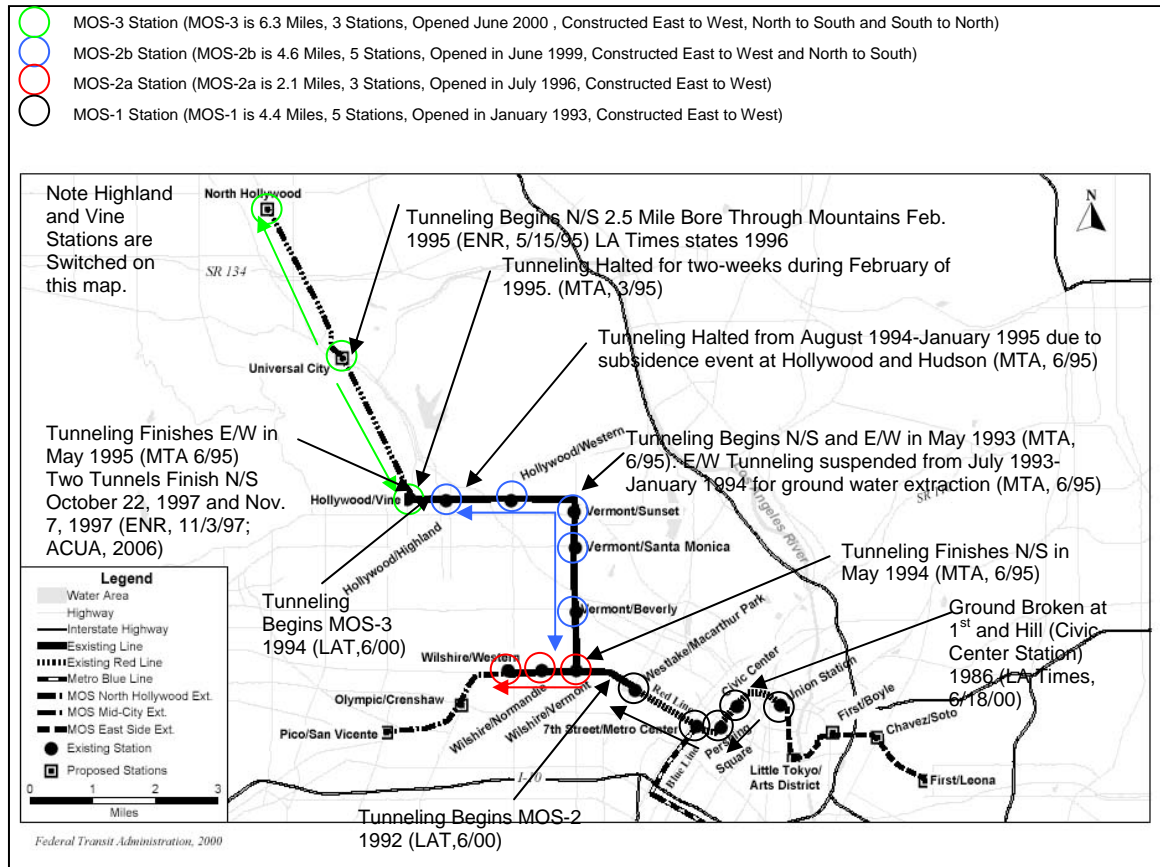 MOS-3 Station (MOS-3 is 6.3 Miles, 3 Stations, Opened June 2000 , Constructed East to West, North to South and South to North)
MOS-2b Station (MOS-2b is 4.6 Miles, 5 Stations, Opened in June 1999, Constructed East to West and North to South)
MOS-2a Station (MOS-2a is 2.1 Miles, 3 Stations, Opened in July 1996, Constructed East to West)
MOS-1 Station (MOS-1 is 4.4 Miles, 5 Stations, Opened in January 1993, Constructed East to West)
Note Highland
and Vine
Stations are
Switched on
this map.
North Hollywood
SR 134
N
Tunneling Begins N/S 2.5 Mile Bore Through Mountains Feb.
1995 (ENR, 5/15/95) LA Times states 1996
Tunneling Halted for two-weeks during February of
1995. (MTA, 3/95)
Universal City
Tunneling Halted from August 1994-January 1995 due to
subsidence event at Hollywood and Hudson (MTA, 6/95)
Tunneling Finishes E/W in
May 1995 (MTA 6/95)
Two Tunnels Finish N/S
October 22, 1997 and Nov.
7, 1997 (ENR, 11/3/97;
ACUA, 2006)
Hollywood/Western
Tunneling Begins N/S and E/W in May 1993 (MTA,
6/95). E/W Tunneling suspended from July 1993-
January 1994 for ground water extraction (MTA, 6/95)
Los Angeles River
Hollywood/Vine
Hollywood/Highland
Vermont/Sunset
Vermont/Santa Monica
Vermont/Beverly
Tunneling Finishes N/S in
May 1994 (MTA, 6/95)
Tunneling
Begins MOS-3
1994 (LAT,6/00)
Ground Broken at
1st and Hill (Civic
Center Station)
1986 (LA Times,
6/18/00)
Wilshire/Western
Wilshire/Normandie
Wilshire/Vermont
Westlake/Macarthur Park
Red Line
Civic Center
Union Station
Olympic/Crenshaw
Pico/San Vicente
7th Street/Metro Center
Pershing
Square
Blue Line
First/Boyle
Chavez/Soto
Little Tokyo/
Arts District
First/Leona
I-10
Tunneling Begins MOS-2
1992 (LAT,6/00)
Legend
Water Area
Highway
Interstate Highway
Esxisting Line
Existing Red Line
Metro Blue Line
MOS North Hollywood Ext.
MOS Mid-City Ext.
MOS East Side Ext.
Existing Station
Proposed Stations
0 1 2 3
Miles
Federal Transit Administration, 2000